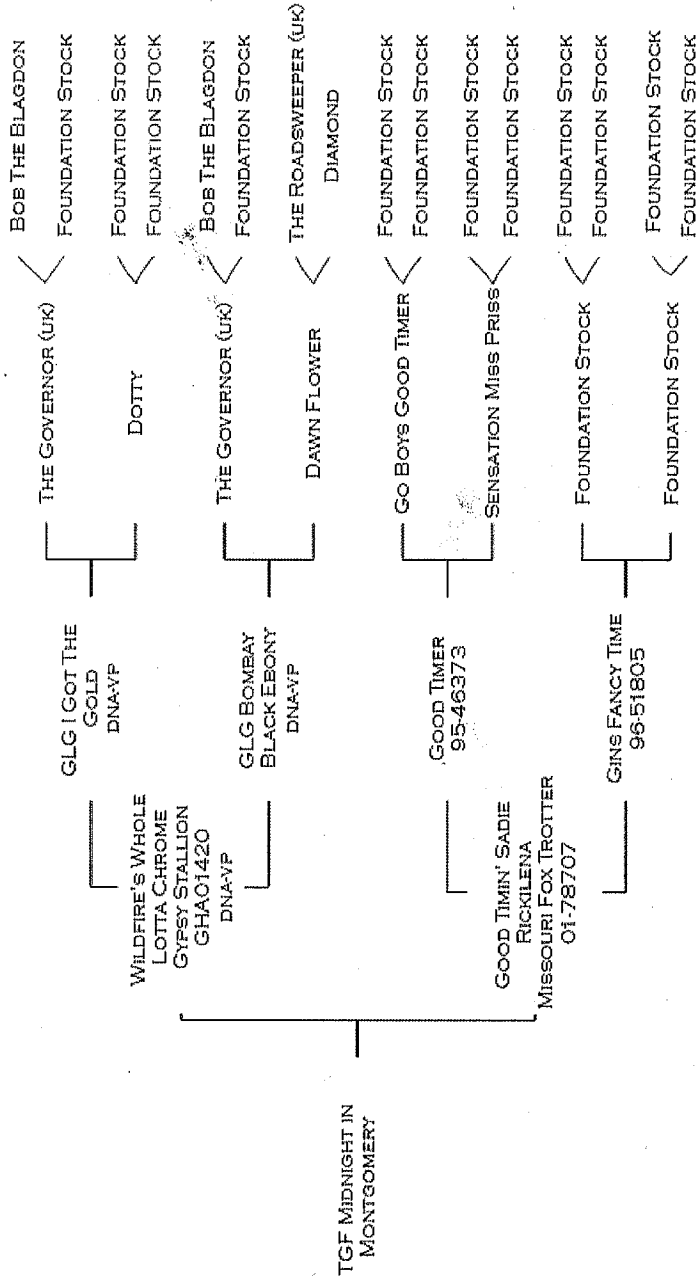 TGF MIDNIGHT IN
MONTGOMERY
WILDFIRE'S WHOLE
LOTTA CHROME
GYPSY STALLION
GHA01420
DNA-VP
GOOD TIMIN' SADIE
RICKILENA
MISSOURI FOX TROTTER
01-78707
GLG I GOT THE
GOLD
DNA-VP
GLG BOMBAY
BLACK EBONY
DNA-VP
GOOD TIMER
95-46373
GINS FANCY TIME
96-51805
THE GOVERNOR (UK)
DOTTY
THE GOVERNOR (UK)
DAWN FLOWER
GO BOYS GOOD TIMER
SENSATION MISS PRISS
FOUNDATION STOCK
FOUNDATION STOCK
BOB THE BLAGDON
FOUNDATION STOCK
FOUNDATION STOCK
FOUNDATION STOCK
BOB THE BLAGDON
FOUNDATION STOCK
THE ROADSWEEPER (UK)
DIAMOND
FOUNDATION STOCK
FOUNDATION STOCK
FOUNDATION STOCK
FOUNDATION STOCK
FOUNDATION STOCK
FOUNDATION STOCK
FOUNDATION STOCK
FOUNDATION STOCK